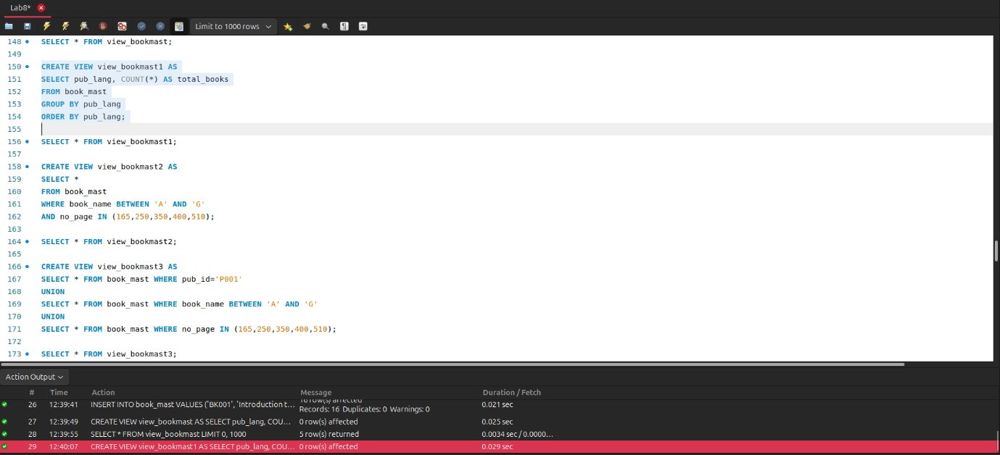 Lab8*
Limit to 1000 rows
148 SELECT * FROM view_bookmast;
149
150 CREATE VIEW view_bookmast1 AS
151 SELECT pub_lang, COUNT(*) AS total_books
152 FROM book_mast
153 GROUP BY pub_lang
154 ORDER BY pub_lang;
155
156 SELECT * FROM view_bookmast1;
157
158 CREATE VIEW view_bookmast2 AS
159 SELECT *
160 FROM book_mast
161 WHERE book_name BETWEEN 'A' AND 'G'
162 AND no_page IN (165,250,350,400,510);
163
164 SELECT * FROM view_bookmast2;
165
166 CREATE VIEW view_bookmast3 AS
167 SELECT * FROM book_mast WHERE pub_id='P001'
168 UNION
169 SELECT * FROM book_mast WHERE book_name BETWEEN 'A' AND 'G'
170 UNION
171 SELECT * FROM book_mast WHERE no_page IN (165,250,350,400,510);
172
173 SELECT * FROM view_bookmast3;
Action Output
# Time Action Message Duration / Fetch
16 row(s) affected
26 12:39:41 INSERT INTO book_mast VALUES ('BK001', 'Introduction t... Records: 16 Duplicates: 0 Warnings: 0 0.021 sec
27 12:39:49 CREATE VIEW view_bookmast AS SELECT pub_lang, COU... 0 row(s) affected 0.025 sec
28 12:39:55 SELECT * FROM view_bookmast LIMIT 0, 1000 5 row(s) returned 0.0034 sec / 0.0000...
29 12:40:07 CREATE VIEW view_bookmast1 AS SELECT pub_lang, COU... 0 row(s) affected 0.029 sec